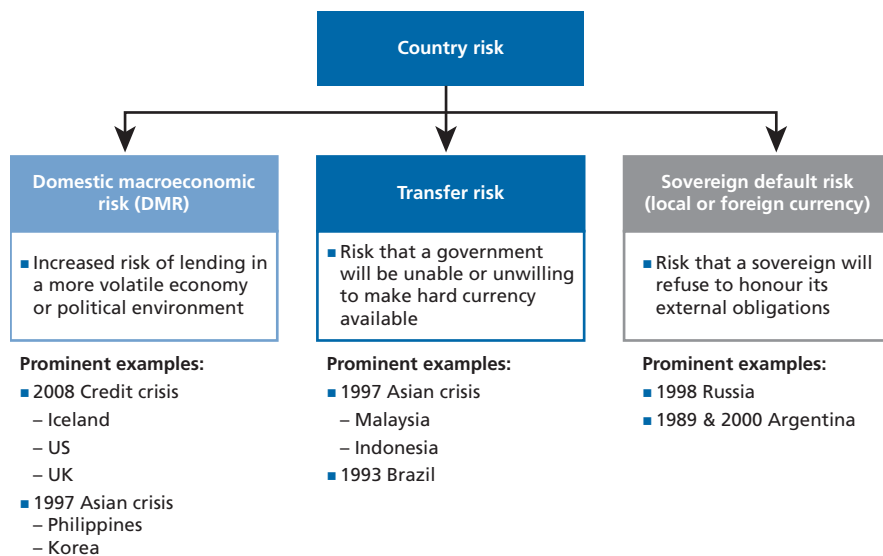 Country risk
Domestic macroeconomic
risk (DMR)
■ Increased risk of lending in
a more volatile economy
or political environment
Prominent examples:
■ 2008 Credit crisis
– Iceland
– US
– UK
■ 1997 Asian crisis
– Philippines
– Korea
Transfer risk
■ Risk that a government
will be unable or unwilling
to make hard currency
available
Prominent examples:
■ 1997 Asian crisis
– Malaysia
– Indonesia
■ 1993 Brazil
Sovereign default risk
(local or foreign currency)
■ Risk that a sovereign will
refuse to honour its
external obligations
Prominent examples:
■ 1998 Russia
■ 1989 & 2000 Argentina